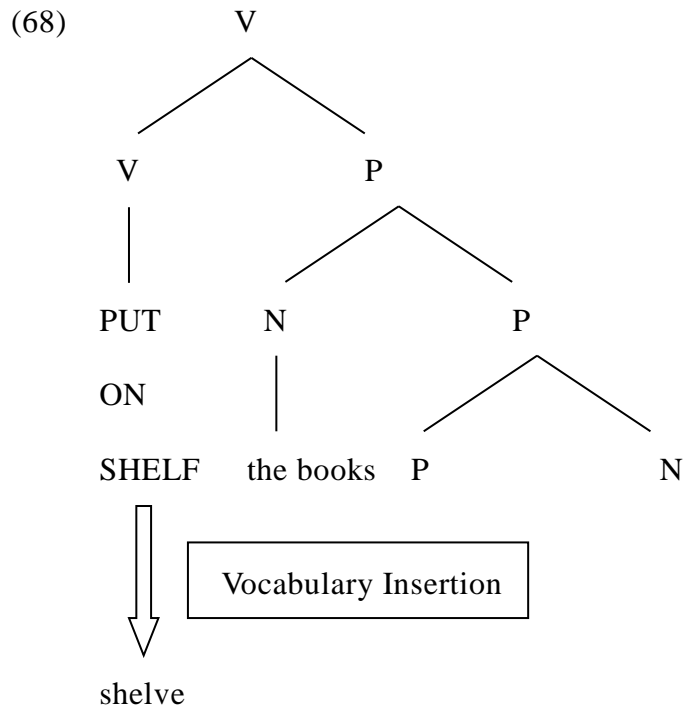 (68) V
V P
PUT N P
ON
SHELF the books P N
Vocabulary Insertion
shelve